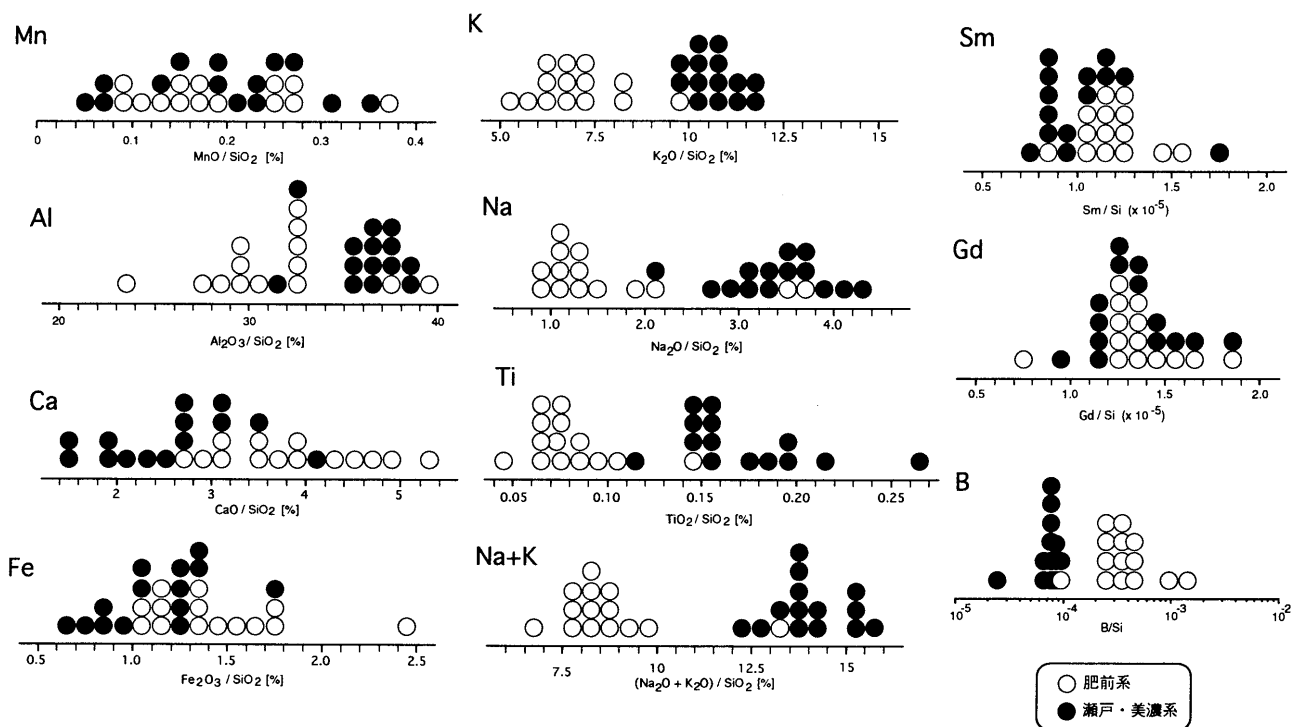 Mn
0 0.1 0.2 0.3 0.4
MnO / SiO₂ [%]
Al
20 30 40
Al₂O₃ / SiO₂ [%]
Ca
2 3 4 5
CaO / SiO₂ [%]
Fe
0.5 1.0 1.5 2.0 2.5
Fe₂O₃ / SiO₂ [%]
K
5.0 7.5 10 12.5 15
K₂O / SiO₂ [%]
Na
1.0 2.0 3.0 4.0
Na₂O / SiO₂ [%]
Ti
0.05 0.10 0.15 0.20 0.25
TiO₂ / SiO₂ [%]
Na+K
7.5 10 12.5 15
(Na₂O + K₂O) / SiO₂ [%]
Sm
0.5 1.0 1.5 2.0
Sm / Si (x 10⁻⁵)
Gd
1.0 1.5 2.0
Gd / Si (x 10⁻⁵)
B
10⁻⁵ 10⁻⁴ 10⁻³ 10⁻²
B/Si
肥前系
瀬戸・美濃系